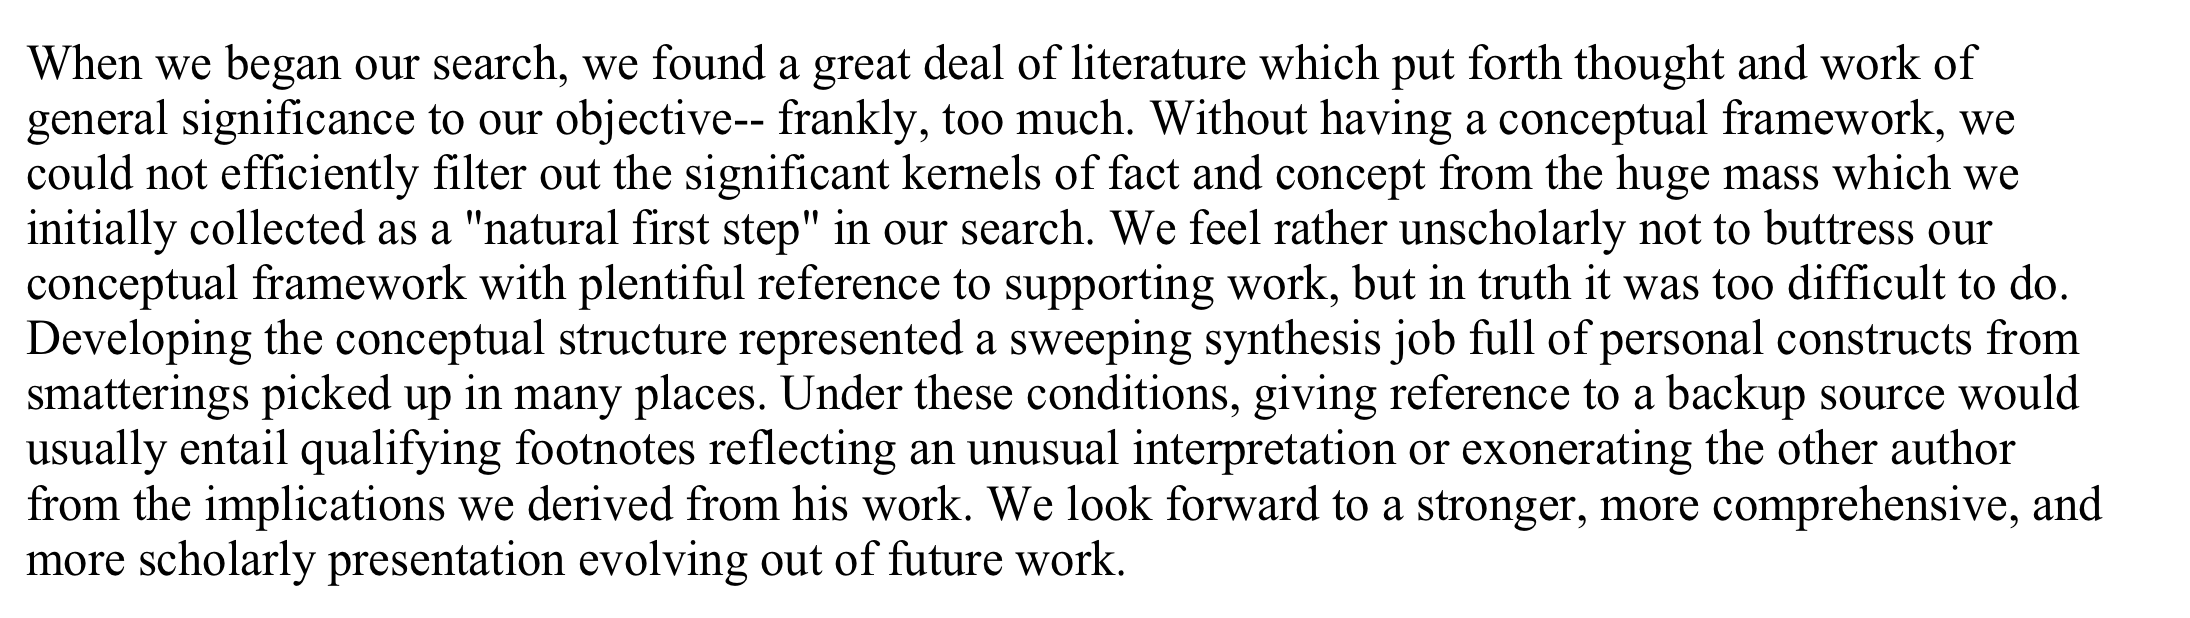 When we began our search, we found a great deal of literature which put forth thought and work of
general significance to our objective-- frankly, too much. Without having a conceptual framework, we
could not efficiently filter out the significant kernels of fact and concept from the huge mass which we
initially collected as a "natural first step" in our search. We feel rather unscholarly not to buttress our
conceptual framework with plentiful reference to supporting work, but in truth it was too difficult to do.
Developing the conceptual structure represented a sweeping synthesis job full of personal constructs from
smatterings picked up in many places. Under these conditions, giving reference to a backup source would
usually entail qualifying footnotes reflecting an unusual interpretation or exonerating the other author
from the implications we derived from his work. We look forward to a stronger, more comprehensive, and
more scholarly presentation evolving out of future work.